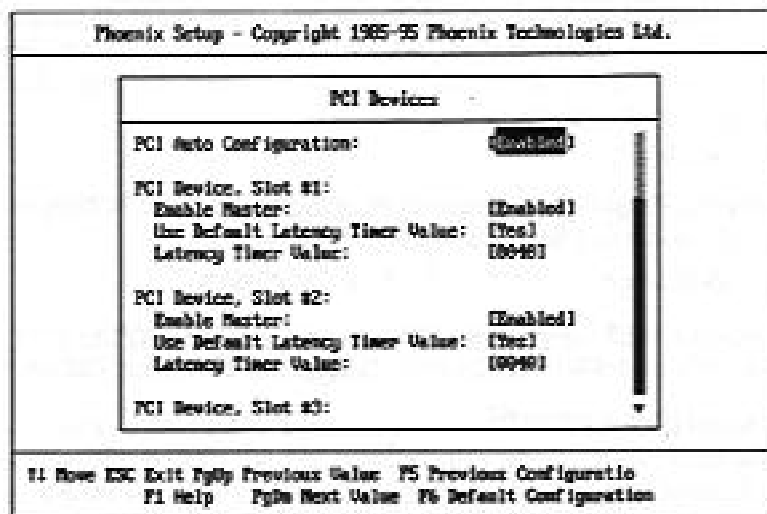 Phoenix Setup - Copyright 1985-95 Phoenix Technologies Ltd.
PCI Devices
PCI Auto Configuration: [Enabled]
PCI Device, Slot #1:
Enable Master: [Enabled]
Use Default Latency Timer Value: [Yes]
Latency Timer Value: [0040]
PCI Device, Slot #2:
Enable Master: [Enabled]
Use Default Latency Timer Value: [Yes]
Latency Timer Value: [0040]
PCI Device, Slot #3:
↑↓ Move ESC Exit PgUp Previous Value F5 Previous Configuratio
F1 Help PgDn Next Value F6 Default Configuration